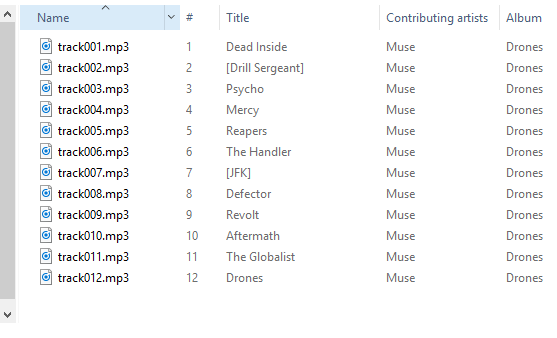 Name # Title Contributing artists Album
track001.mp3 1 Dead Inside Muse Drones
track002.mp3 2 [Drill Sergeant] Muse Drones
track003.mp3 3 Psycho Muse Drones
track004.mp3 4 Mercy Muse Drones
track005.mp3 5 Reapers Muse Drones
track006.mp3 6 The Handler Muse Drones
track007.mp3 7 [JFK] Muse Drones
track008.mp3 8 Defector Muse Drones
track009.mp3 9 Revolt Muse Drones
track010.mp3 10 Aftermath Muse Drones
track011.mp3 11 The Globalist Muse Drones
track012.mp3 12 Drones Muse Drones